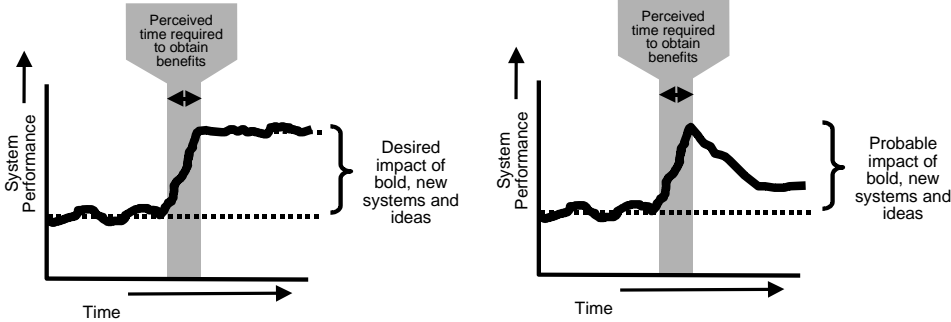 Perceived
time required
to obtain
benefits
System
Performance
Desired
impact of
bold, new
systems and
ideas
Time
Perceived
time required
to obtain
benefits
System
Performance
Probable
impact of
bold, new
systems and
ideas
Time